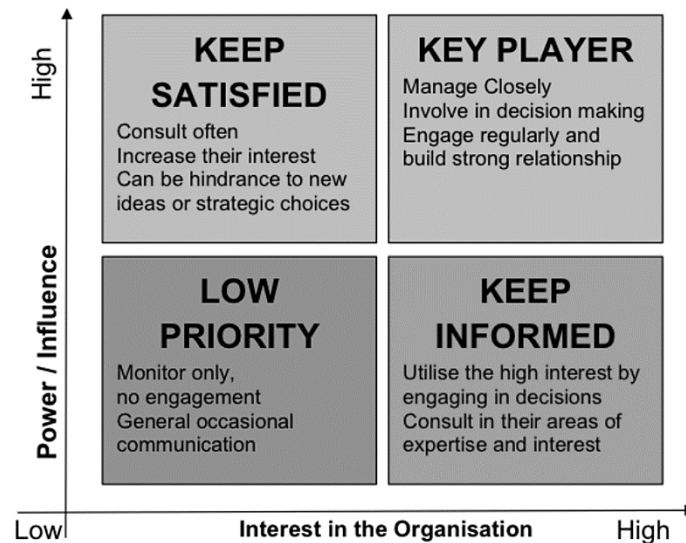 High
Power / Influence
KEEP
SATISFIED
Consult often
Increase their interest
Can be hindrance to new
ideas or strategic choices
KEY PLAYER
Manage Closely
Involve in decision making
Engage regularly and
build strong relationship
LOW
PRIORITY
Monitor only,
no engagement
General occasional
communication
KEEP
INFORMED
Utilise the high interest by
engaging in decisions
Consult in their areas of
expertise and interest
Low
Interest in the Organisation
High